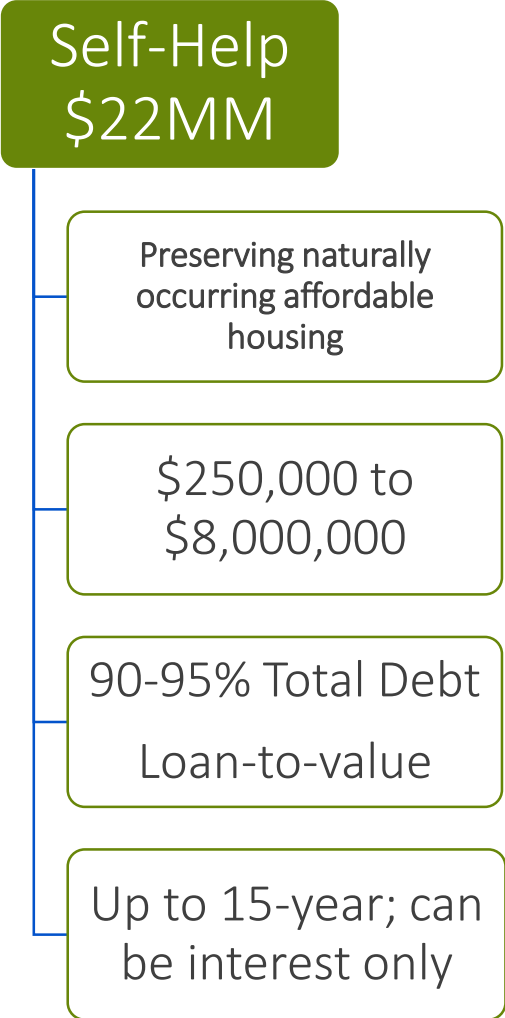 Self-Help
$22MM
Preserving naturally
occurring affordable
housing
$250,000 to
$8,000,000
90-95% Total Debt
Loan-to-value
Up to 15-year; can
be interest only